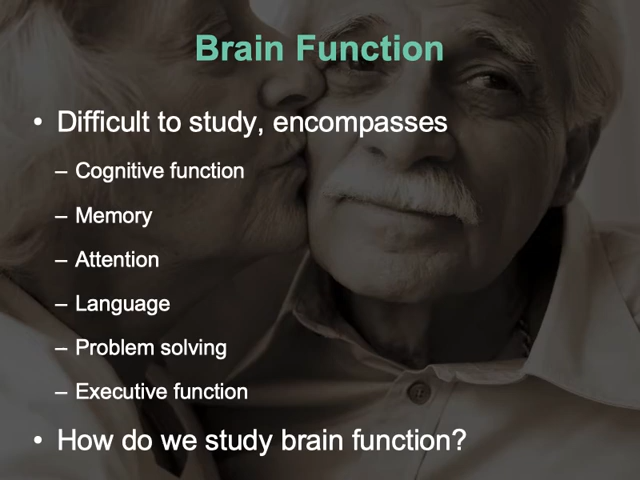 Brain Function
• Difficult to study, encompasses
– Cognitive function
– Memory
– Attention
– Language
– Problem solving
– Executive function
• How do we study brain function?